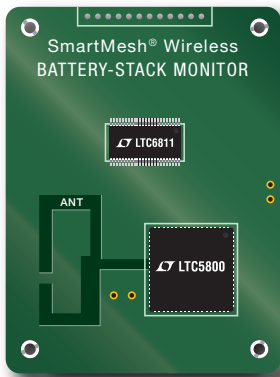 SmartMesh® Wireless
BATTERY-STACK MONITOR
LTC6811
ANT
LTC5800